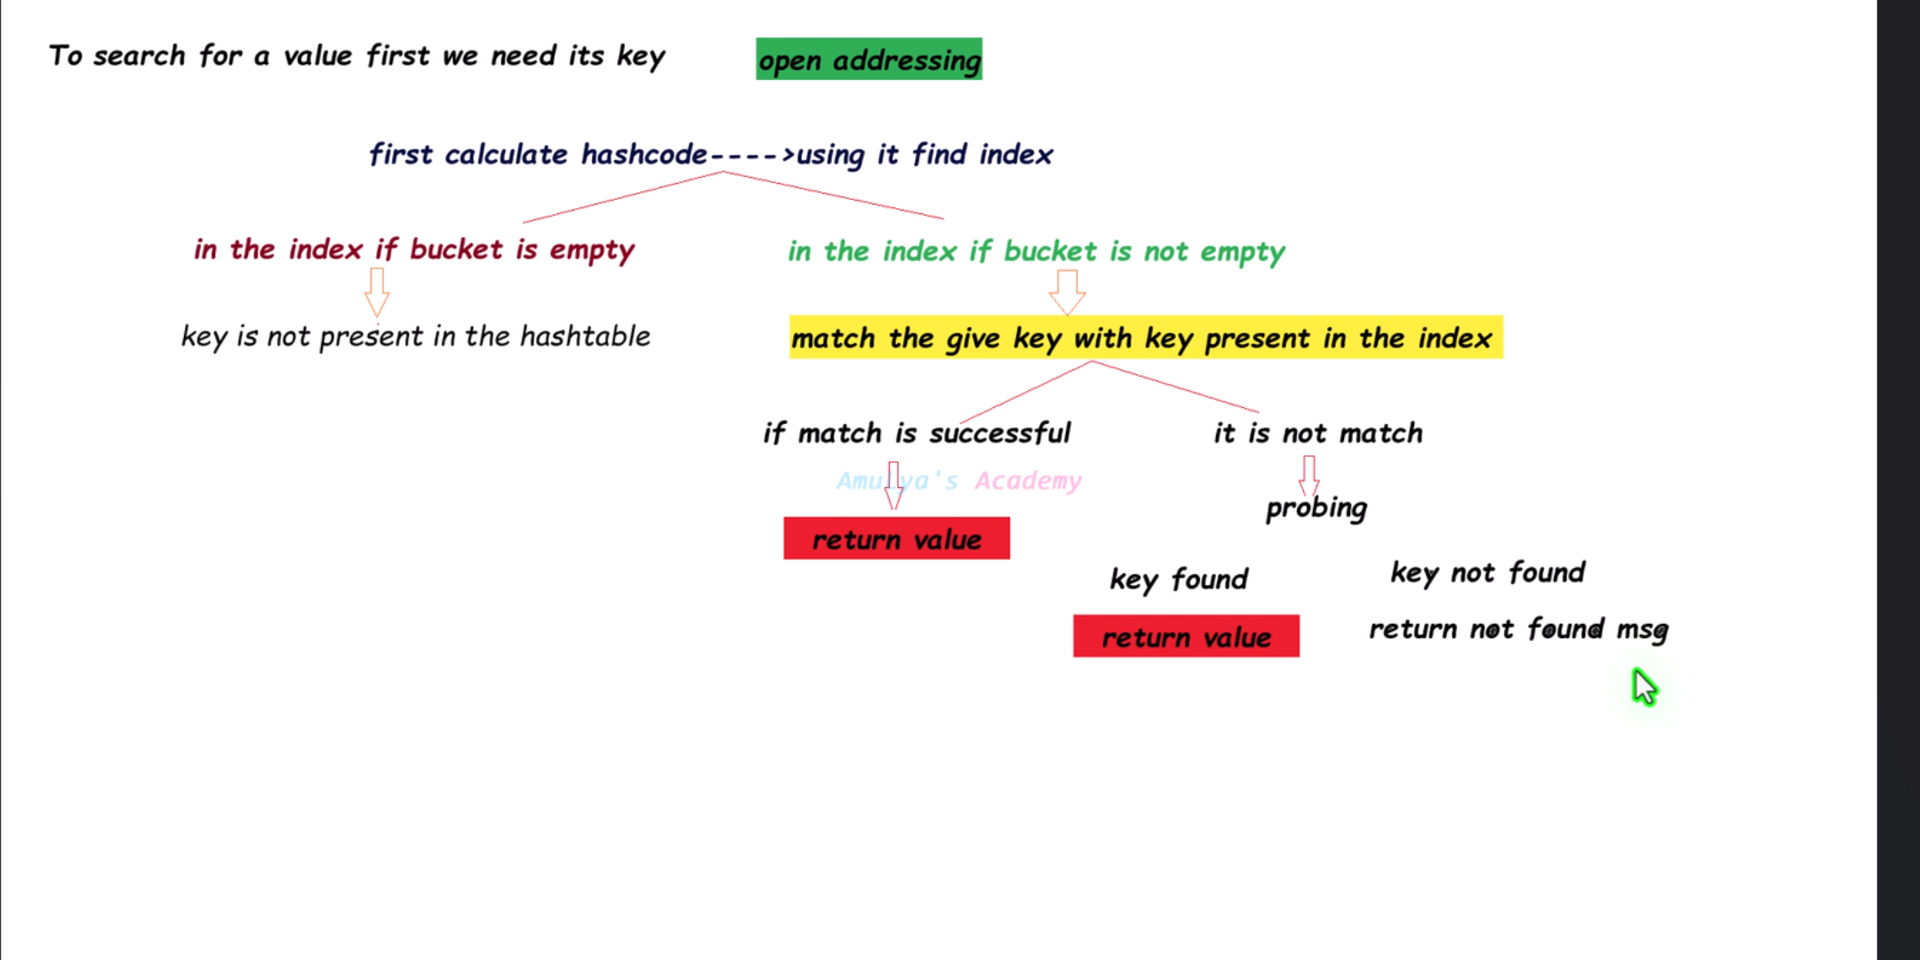 To search for a value first we need its key
open addressing
first calculate hashcode---->using it find index
in the index if bucket is empty
in the index if bucket is not empty
key is not present in the hashtable
match the give key with key present in the index
if match is successful
it is not match
Amulya's Academy
probing
return value
key found
key not found
return value
return not found msg